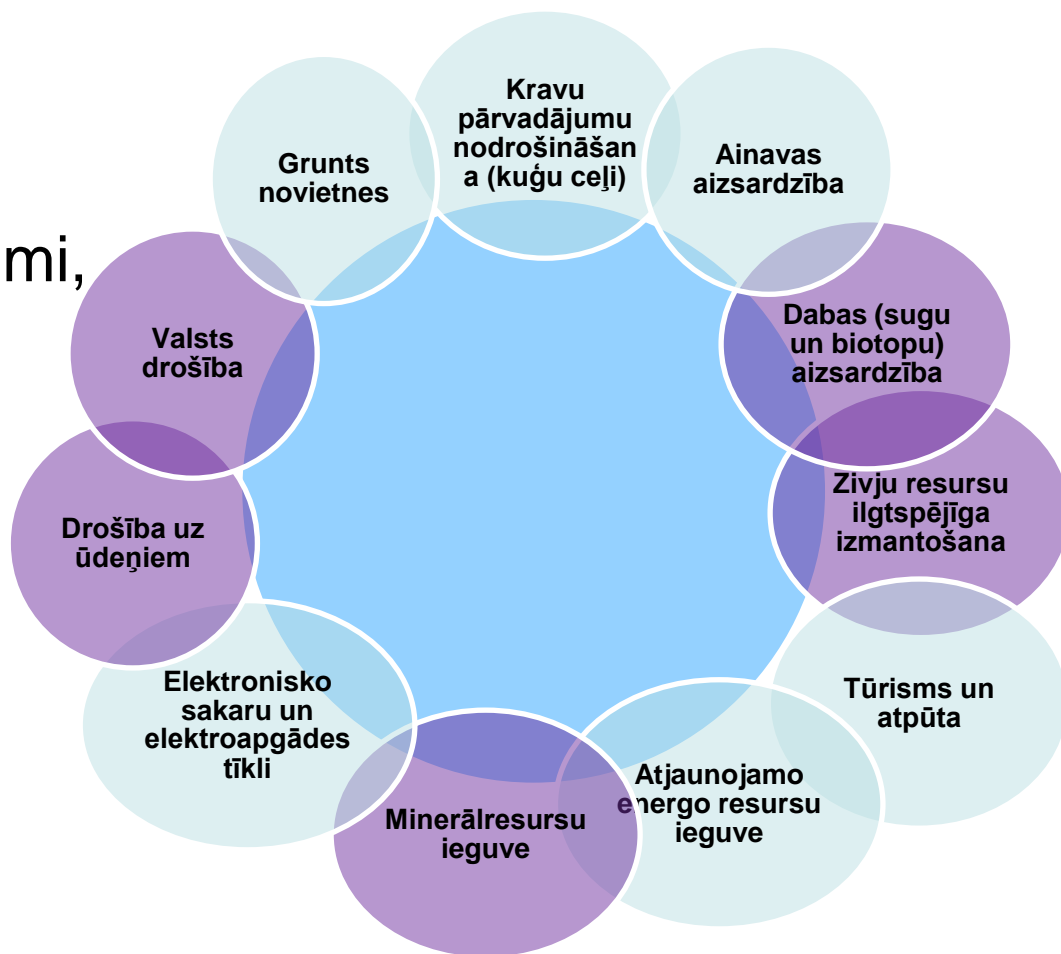 Kravu
pārvadājumu
nodrošināšan
a (kuģu ceļi)
Ainavas
aizsardzība
Grunts
novietnes
mi,
Dabas (sugu
un biotopu)
aizsardzība
Valsts
drošība
Zivju resursu
ilgtspējīga
izmantošana
Drošība uz
ūdeņiem
Tūrisms un
atpūta
Elektronisko
sakaru un
elektroapgādes
tīkli
Atjaunojamo
energo resursu
ieguve
Minerālresursu
ieguve